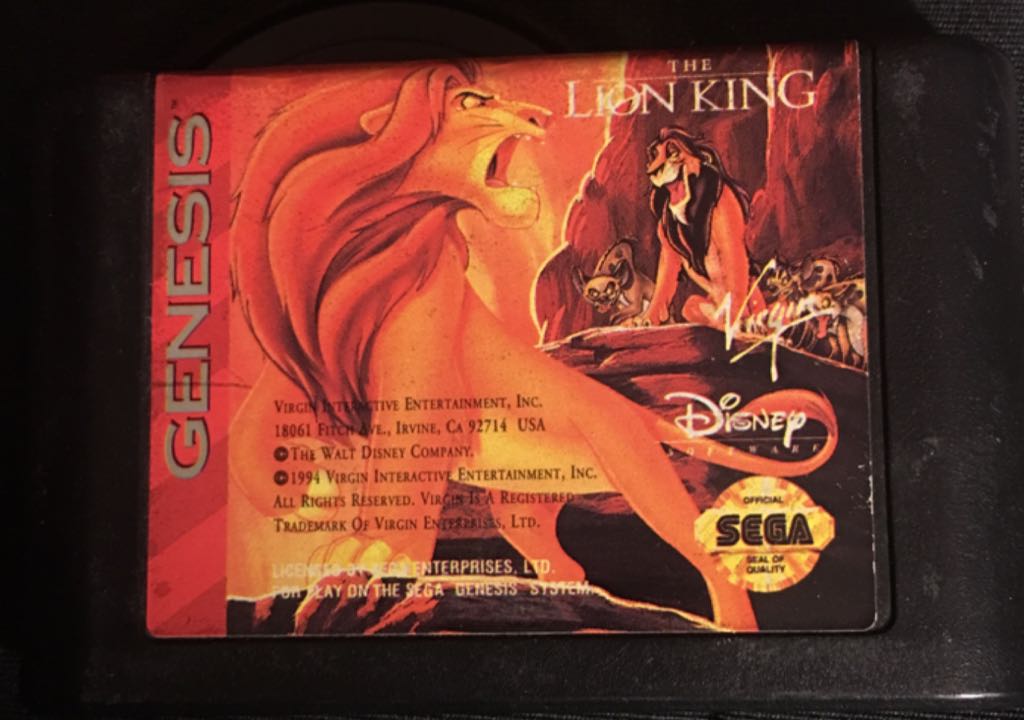 GENESIS
THE
LION KING
Virgin
Disney
SOFTWARE
VIRGIN INTERACTIVE ENTERTAINMENT, INC.
18061 FITCH AVE., IRVINE, CA 92714 USA
©THE WALT DISNEY COMPANY.
©1994 VIRGIN INTERACTIVE ENTERTAINMENT, INC.
ALL RIGHTS RESERVED. VIRGIN IS A REGISTERED
TRADEMARK OF VIRGIN ENTERPRISES, LTD.
LICENSED BY SEGA ENTERPRISES, LTD.
FOR PLAY ON THE SEGA GENESIS SYSTEM.
OFFICIAL
SEGA
SEAL OF
QUALITY